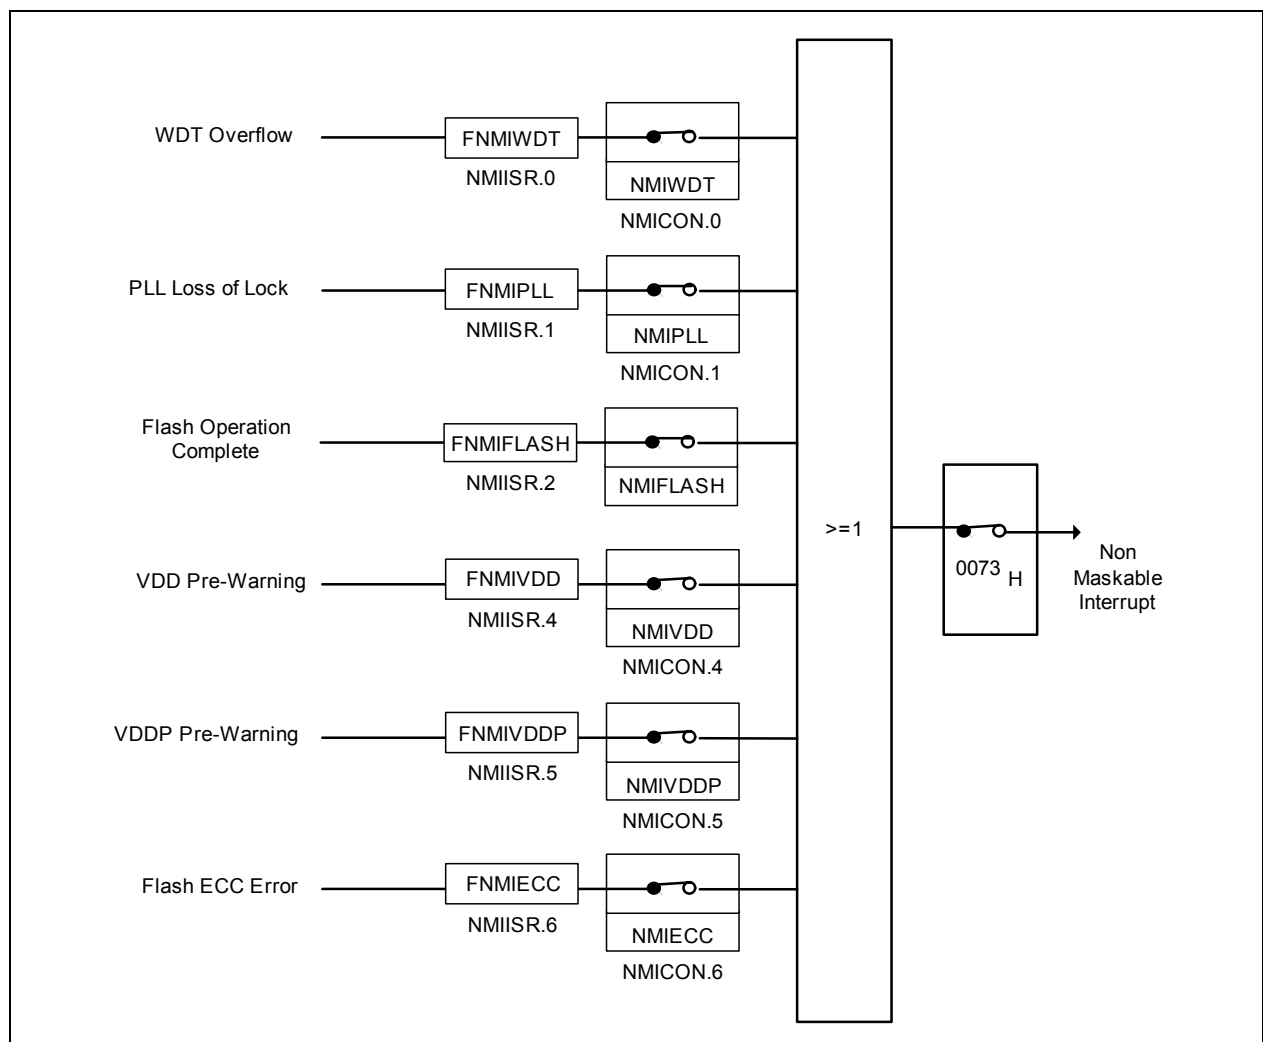 WDT Overflow
FNMIWDT
NMIISR.0
NMIWDT
NMICON.0
PLL Loss of Lock
FNMIPLL
NMIISR.1
NMIPLL
NMICON.1
Flash Operation
Complete
FNMIFLASH
NMIISR.2
NMIFLASH
VDD Pre-Warning
FNMIVDD
NMIISR.4
NMIVDD
NMICON.4
VDDP Pre-Warning
FNMIVDDP
NMIISR.5
NMIVDDP
NMICON.5
Flash ECC Error
FNMIECC
NMIISR.6
NMIECC
NMICON.6
>=1
0073 H
Non
Maskable
Interrupt